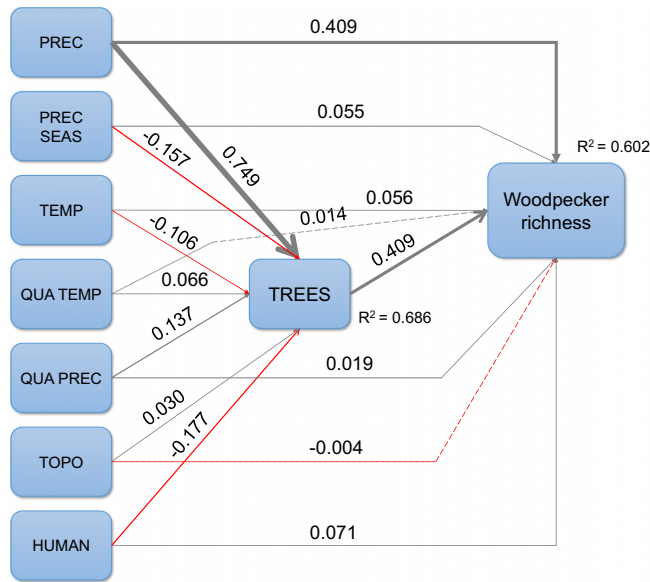 PREC
0.409
PREC
SEAS
0.055
-0.157
0.749
R² = 0.602
TEMP
0.056
Woodpecker
richness
-0.106
0.014
QUA TEMP
0.066
TREES
0.409
R² = 0.686
0.137
QUA PREC
0.019
0.030
-0.177
TOPO
-0.004
HUMAN
0.071